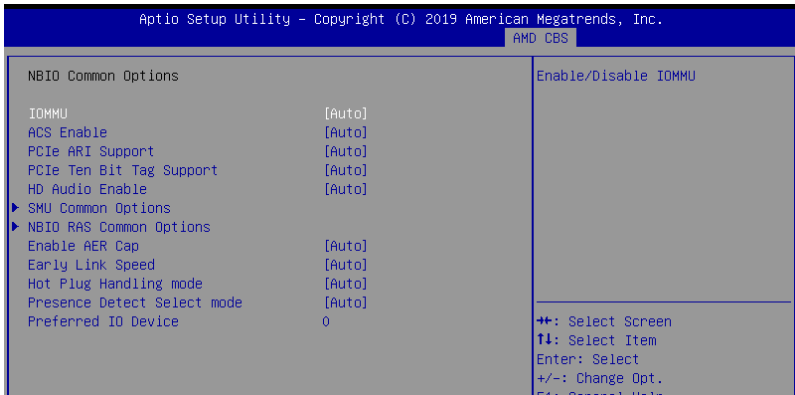 Aptio Setup Utility – Copyright (C) 2019 American Megatrends, Inc.
AMD CBS
NBIO Common Options
IOMMU [Auto]
ACS Enable [Auto]
PCIe ARI Support [Auto]
PCIe Ten Bit Tag Support [Auto]
HD Audio Enable [Auto]
SMU Common Options
NBIO RAS Common Options
Enable AER Cap [Auto]
Early Link Speed [Auto]
Hot Plug Handling mode [Auto]
Presence Detect Select mode [Auto]
Preferred IO Device 0
Enable/Disable IOMMU
→←: Select Screen
↑↓: Select Item
Enter: Select
+/-: Change Opt.